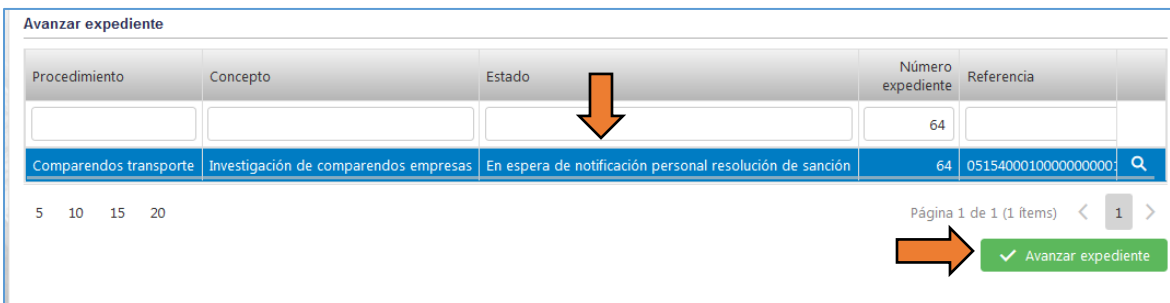 Avanzar expediente
Procedimiento Concepto Estado Número expediente Referencia
64
Comparendos transporte Investigación de comparendos empresas En espera de notificación personal resolución de sanción 64
5 10 15 20 Página 1 de 1 (1 ítems) < 1 >
Avanzar expediente